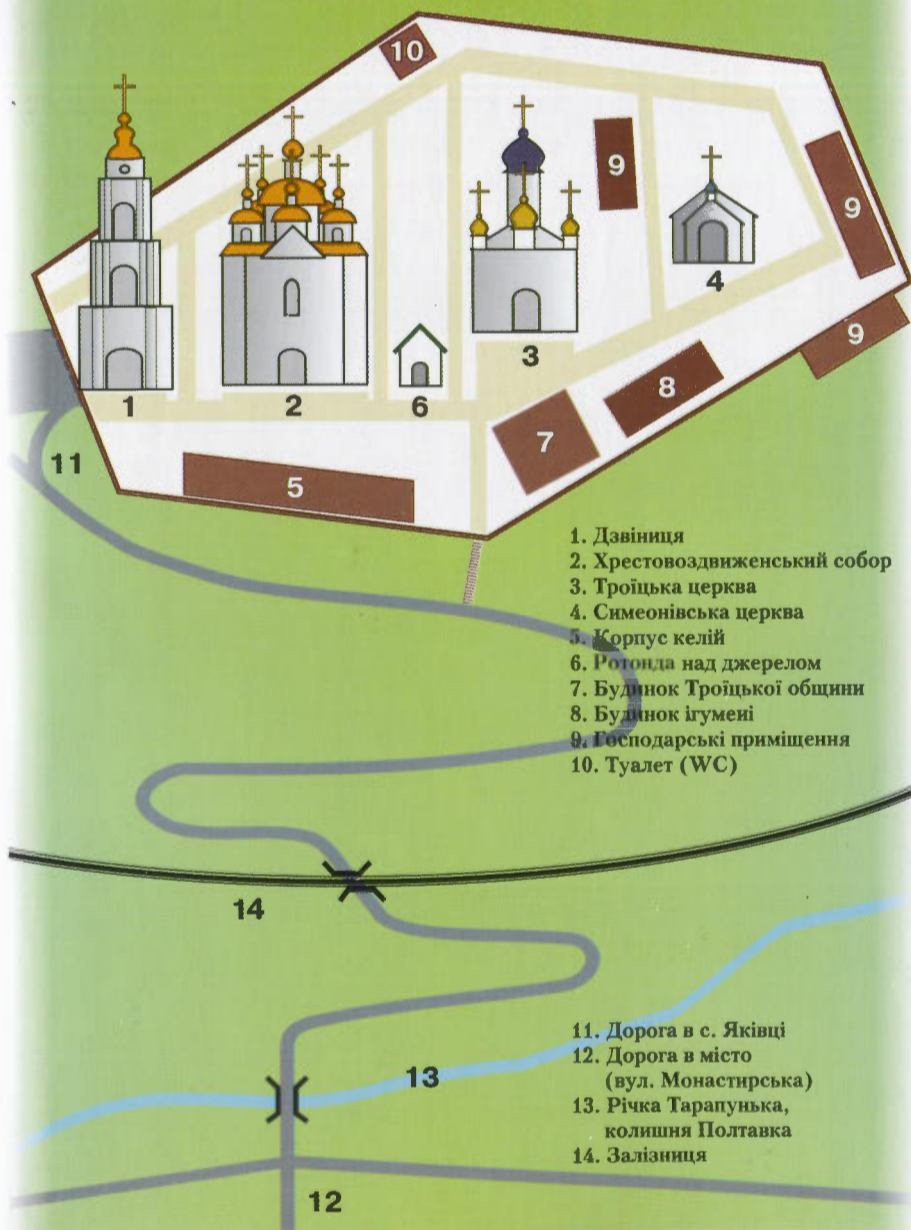 10
9
9
4
9
3
8
1
2
6
7
11
5
1. Дзвіниця
2. Хрестовоздвиженський собор
3. Троїцька церква
4. Симеонівська церква
5. Корпус келій
6. Ротонда над джерелом
7. Будинок Троїцької общини
8. Будинок ігумені
9. Господарські приміщення
10. Туалет (WC)
14
13
11. Дорога в с. Яківці
12. Дорога в місто
(вул. Монастирська)
13. Річка Тарапунька,
колишня Полтавка
14. Залізниця
12